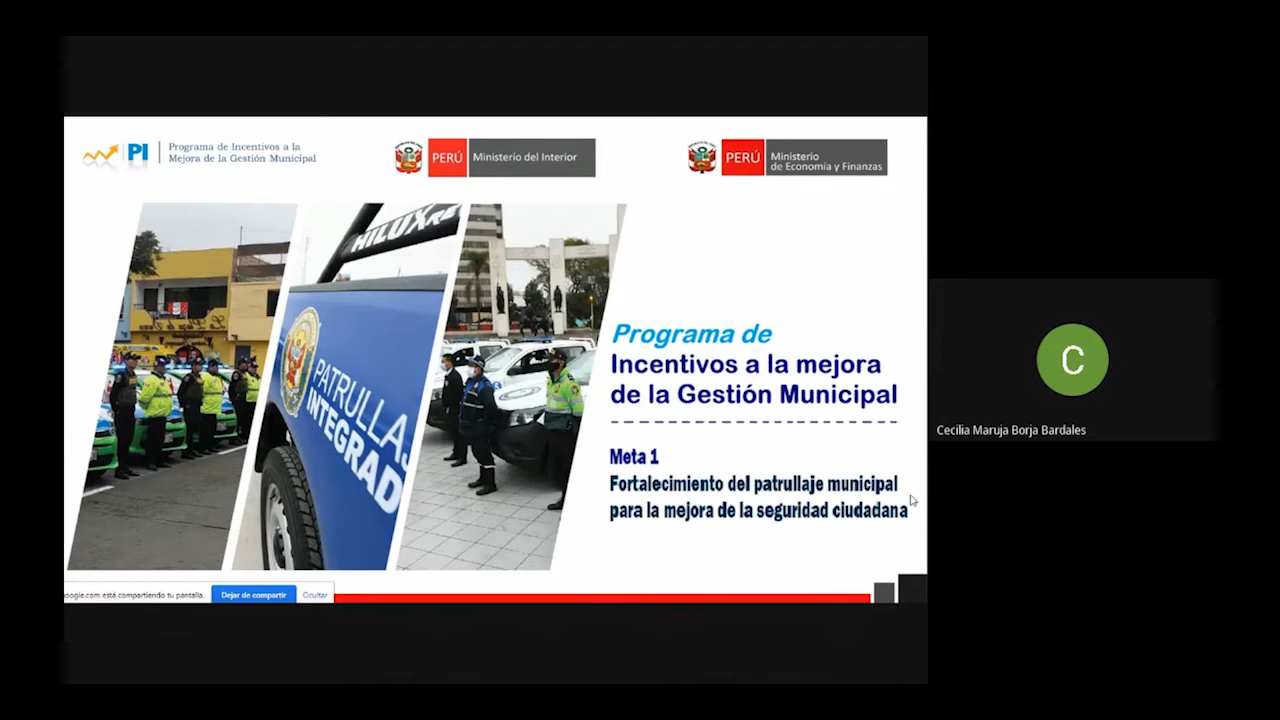 PI
Programa de Incentivos a la
Mejora de la Gestión Municipal
PERÚ
Ministerio del Interior
PERÚ
Ministerio
de Economía y Finanzas
HILUX
PATRULLAJ
INTEGRAD
Programa de
Incentivos a la mejora
de la Gestión Municipal
Meta 1
Fortalecimiento del patrullaje municipal
para la mejora de la seguridad ciudadana
C
Cecilia Maruja Borja Bardales
oogle.com está compartiendo tu pantalla.
Dejar de compartir
Ocultar